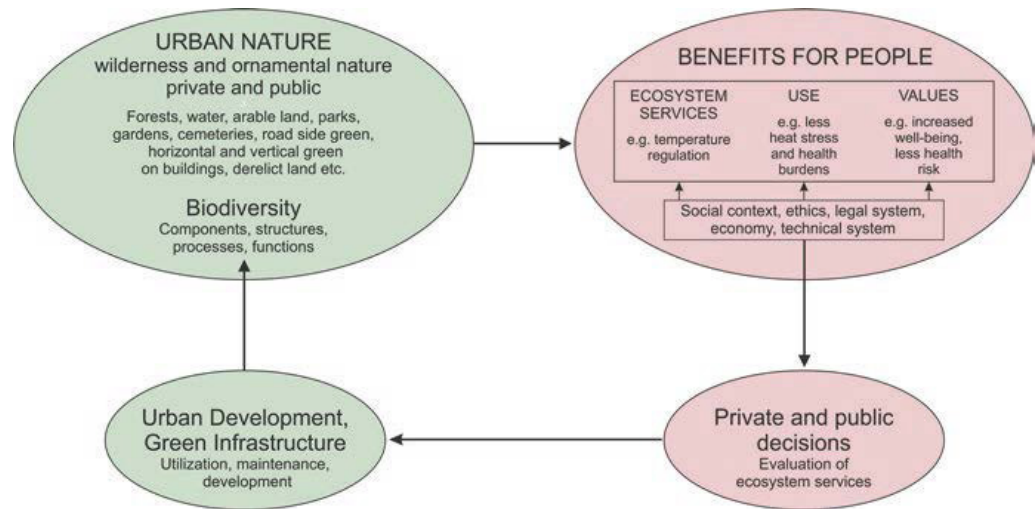 URBAN NATURE
wilderness and ornamental nature
private and public
Forests, water, arable land, parks,
gardens, cemeteries, road side green,
horizontal and vertical green
on buildings, derelict land etc.
Biodiversity
Components, structures,
processes, functions
BENEFITS FOR PEOPLE
ECOSYSTEM
SERVICES
e.g. temperature
regulation
USE
e.g. less
heat stress
and health
burdens
VALUES
e.g. increased
well-being,
less health
risk
Social context, ethics, legal system,
economy, technical system
Private and public
decisions
Evaluation of
ecosystem services
Urban Development,
Green Infrastructure
Utilization, maintenance,
development